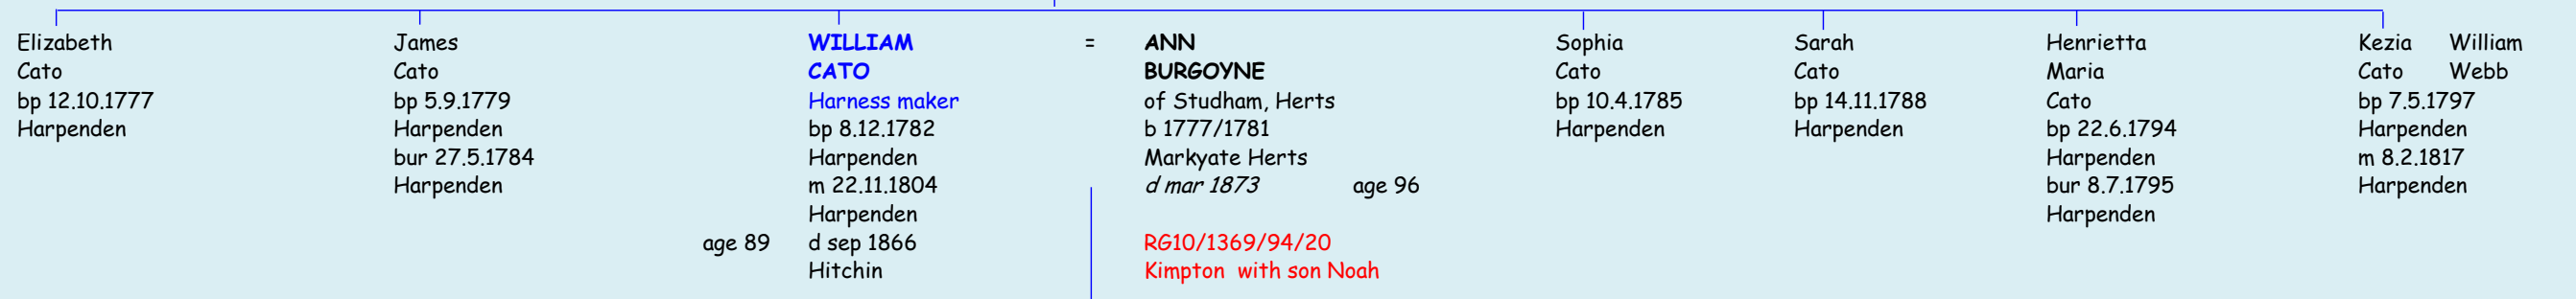 Elizabeth
Cato
bp 12.10.1777
Harpenden
James
Cato
bp 5.9.1779
Harpenden
bur 27.5.1784
Harpenden
WILLIAM
CATO
Harness maker
bp 8.12.1782
Harpenden
m 22.11.1804
Harpenden
age 89 d sep 1866
Hitchin
=
ANN
BURGOYNE
of Studham, Herts
b 1777/1781
Markyate Herts
d mar 1873 age 96
RG10/1369/94/20
Kimpton with son Noah
Sophia
Cato
bp 10.4.1785
Harpenden
Sarah
Cato
bp 14.11.1788
Harpenden
Henrietta
Maria
Cato
bp 22.6.1794
Harpenden
bur 8.7.1795
Harpenden
Kezia William
Cato Webb
bp 7.5.1797
Harpenden
m 8.2.1817
Harpenden